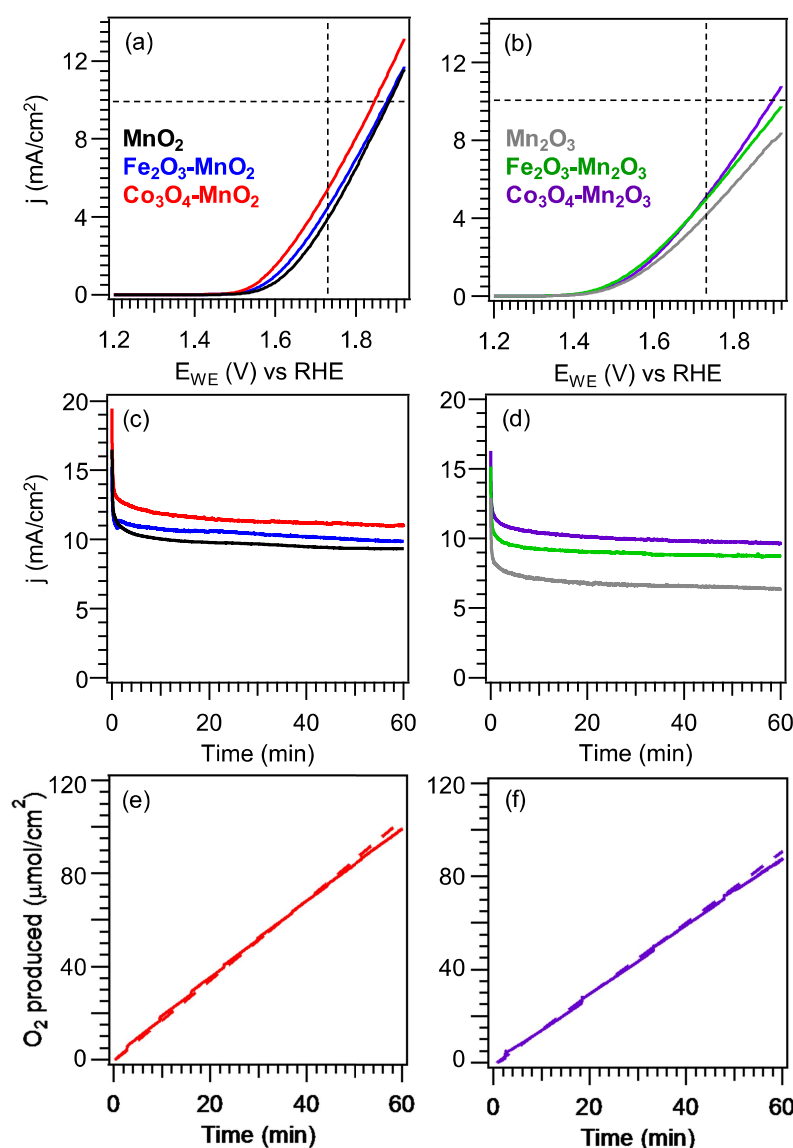 (a)
j (mA/cm²)
12
8
4
0
MnO₂
Fe₂O₃-MnO₂
Co₃O₄-MnO₂
1.2 1.4 1.6 1.8
E_WE (V) vs RHE
(b)
12
8
4
0
Mn₂O₃
Fe₂O₃-Mn₂O₃
Co₃O₄-Mn₂O₃
1.2 1.4 1.6 1.8
E_WE (V) vs RHE
(c)
j (mA/cm²)
20
15
10
5
0
0 20 40 60
Time (min)
(d)
20
15
10
5
0
0 20 40 60
Time (min)
(e)
O₂ produced (μmol/cm²)
120
80
40
0
0 20 40 60
Time (min)
(f)
120
80
40
0
0 20 40 60
Time (min)